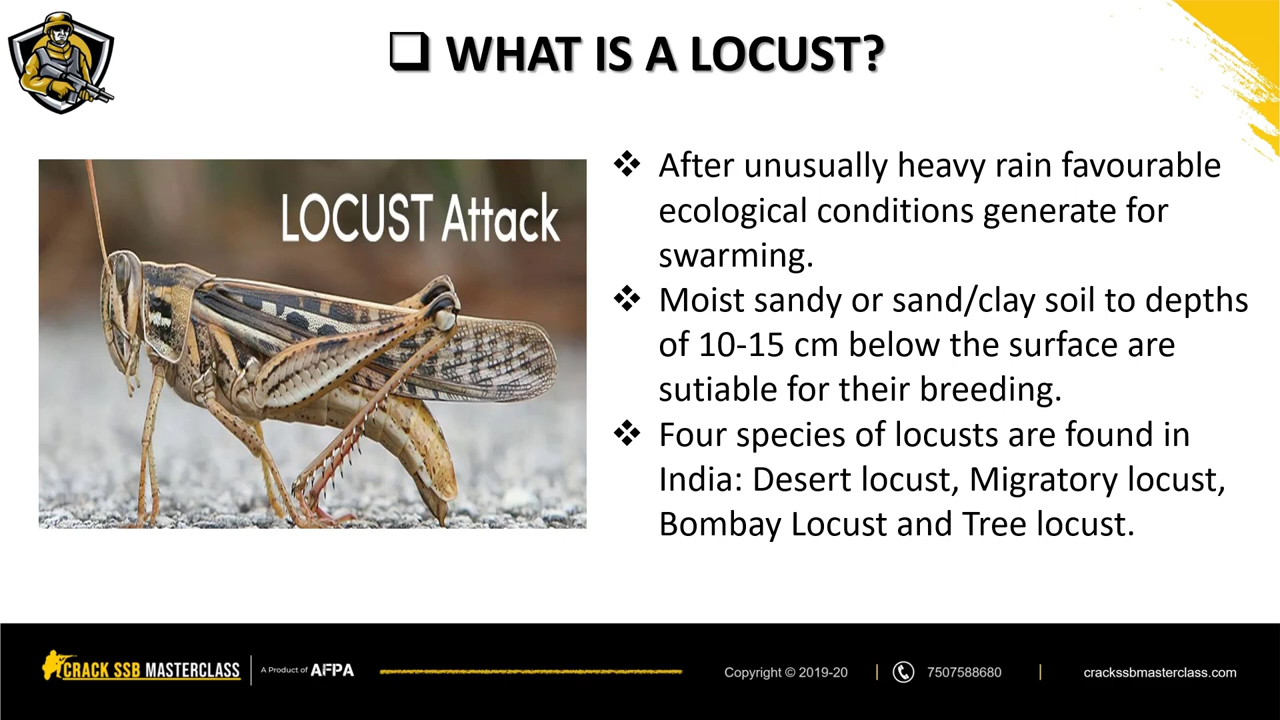 WHAT IS A LOCUST?
LOCUST Attack
❖ After unusually heavy rain favourable
ecological conditions generate for
swarming.
❖ Moist sandy or sand/clay soil to depths
of 10-15 cm below the surface are
sutiable for their breeding.
❖ Four species of locusts are found in
India: Desert locust, Migratory locust,
Bombay Locust and Tree locust.
CRACK SSB MASTERCLASS | A Product of AFPA
Copyright © 2019-20 | 7507588680 | crackssbmasterclass.com